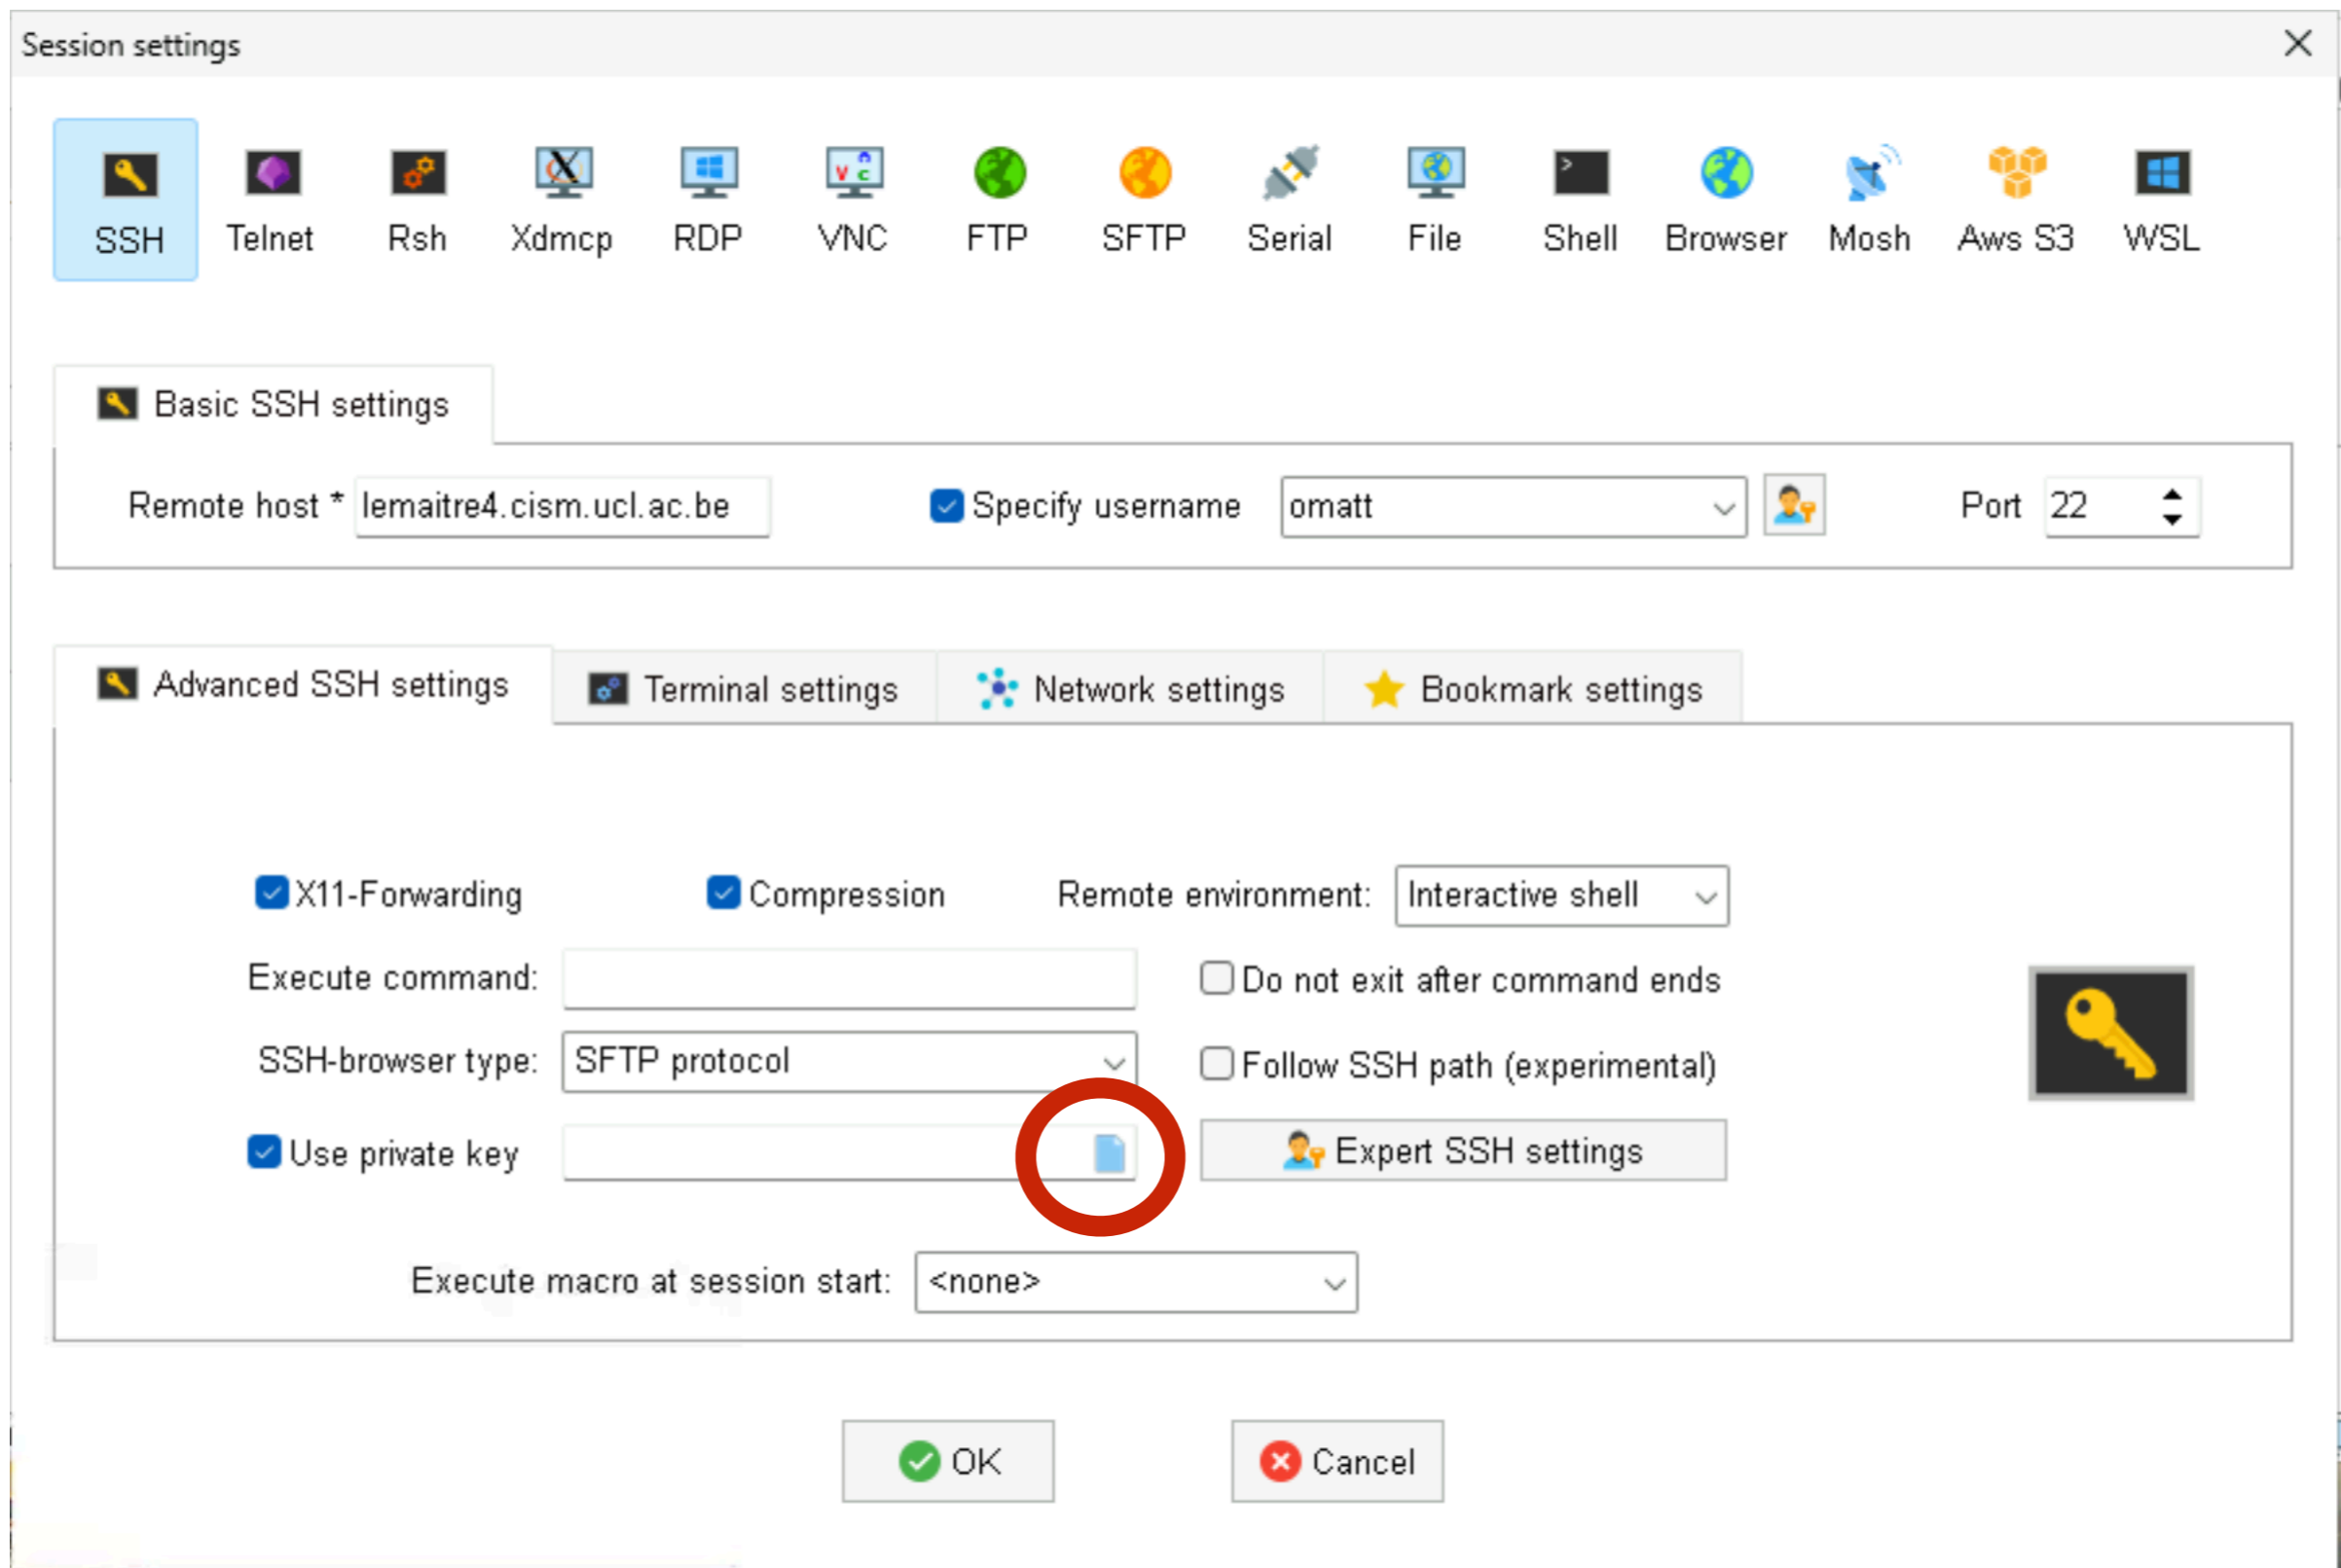 Session settings
SSH Telnet Rsh Xdmcp RDP VNC FTP SFTP Serial File Shell Browser Mosh Aws S3 WSL
Basic SSH settings
Remote host * lemaitre4.cism.ucl.ac.be Specify username omatt Port 22
Advanced SSH settings Terminal settings Network settings Bookmark settings
X11-Forwarding Compression Remote environment: Interactive shell
Execute command: Do not exit after command ends
SSH-browser type: SFTP protocol Follow SSH path (experimental)
Use private key Expert SSH settings
Execute macro at session start: <none>
OK Cancel